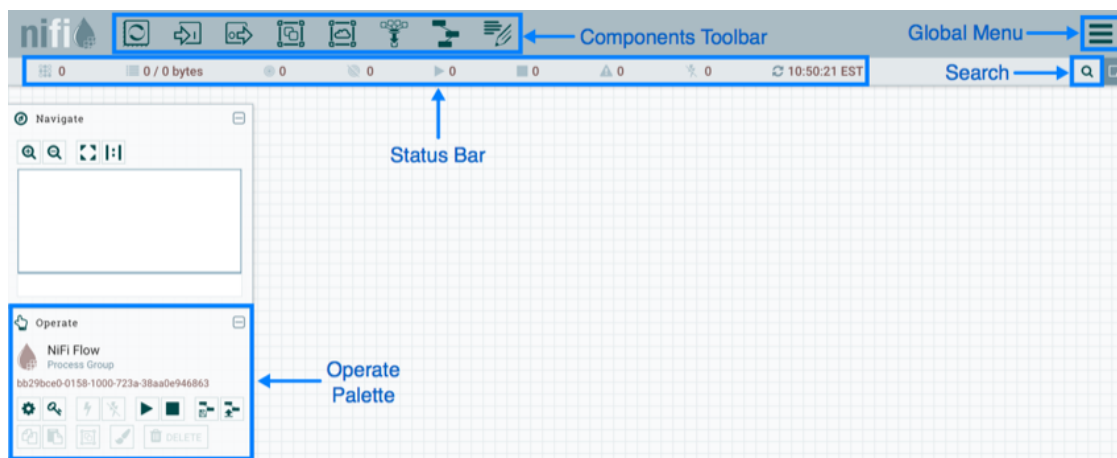 nifi
Components Toolbar
Global Menu
0
0 / 0 bytes
0
0
0
0
0
0
10:50:21 EST
Search
Navigate
Status Bar
Operate
NiFi Flow
Process Group
bb29bce0-0158-1000-723a-38aa0e946863
DELETE
Operate
Palette